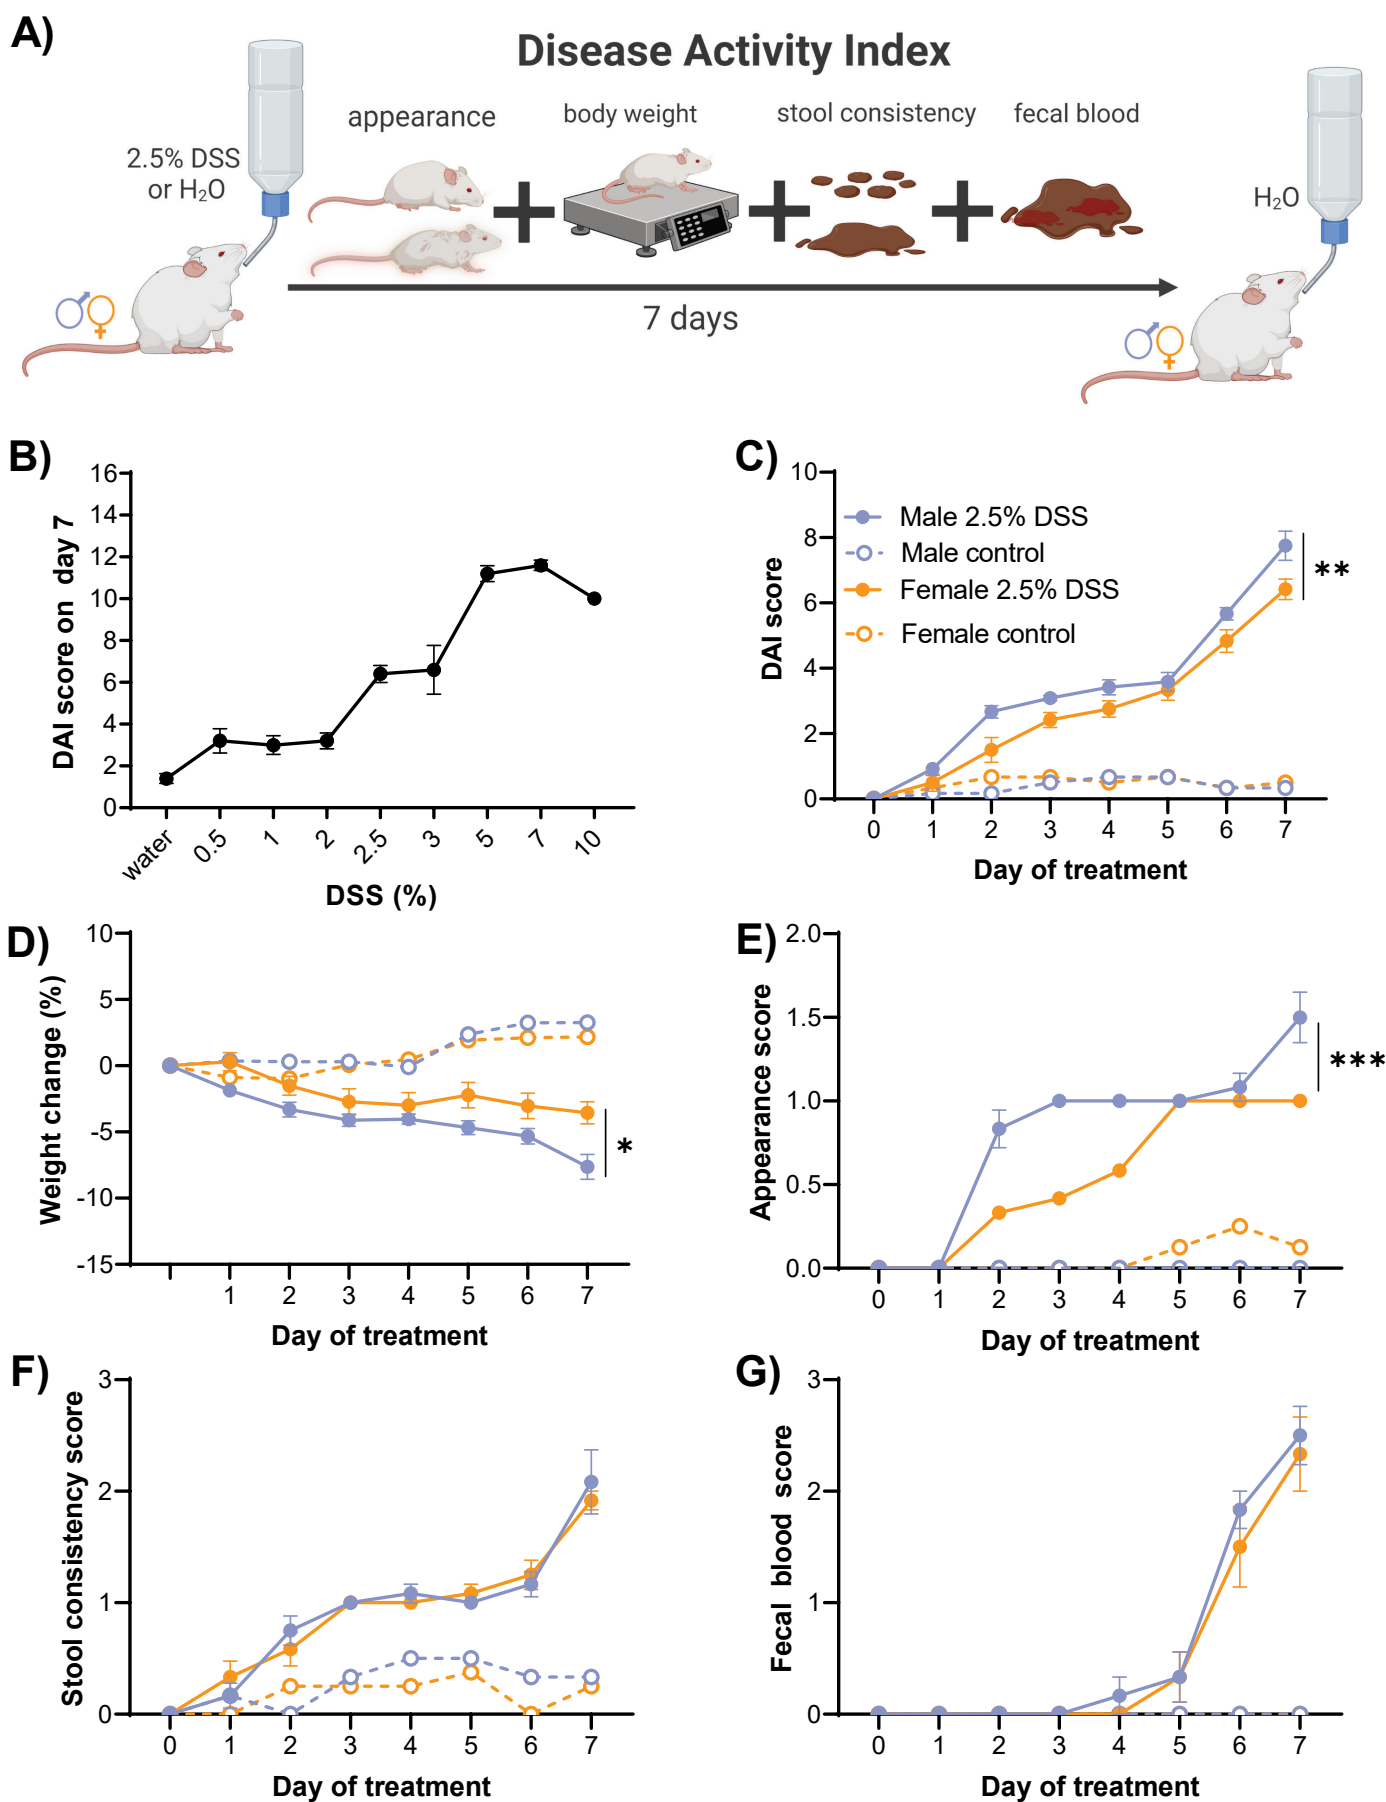 A)
Disease Activity Index
appearance
body weight
stool consistency
fecal blood
2.5% DSS
or H₂O
H₂O
7 days
B)
16
14
12
10
8
6
4
2
0
DAI score on day 7
water
0.5
1
2
2.5
3
5
7
10
DSS (%)
C)
10
8
6
4
2
0
DAI score
Male 2.5% DSS
Male control
Female 2.5% DSS
Female control
**
0 1 2 3 4 5 6 7
Day of treatment
D)
10
5
0
-5
-10
-15
Weight change (%)
*
1 2 3 4 5 6 7
Day of treatment
E)
2.0
1.5
1.0
0.5
0.0
Appearance score
***
0 1 2 3 4 5 6 7
Day of treatment
F)
3
2
1
0
Stool consistency score
0 1 2 3 4 5 6 7
Day of treatment
G)
3
2
1
0
Fecal blood score
0 1 2 3 4 5 6 7
Day of treatment